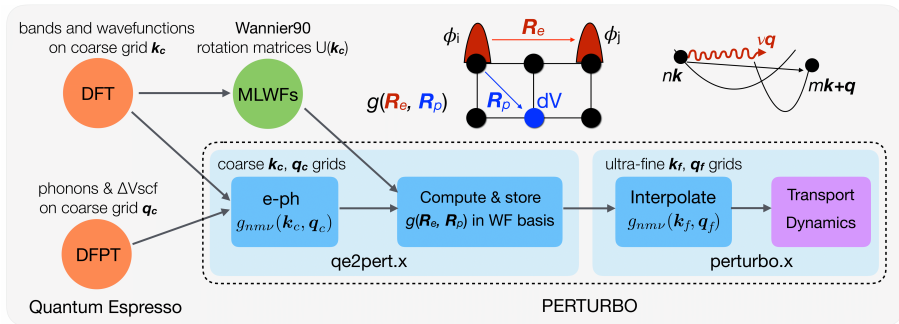 bands and wavefunctions
on coarse grid kc
DFT
Wannier90
rotation matrices U(kc)
MLWFs
ϕi
Re
ϕj
g(Re, Rp)
Rp
dV
νq
nk
mk+q
phonons & ΔVscf
on coarse grid qc
DFPT
Quantum Espresso
coarse kc, qc grids
e-ph
gnmν(kc, qc)
Compute & store
g(Re, Rp) in WF basis
qe2pert.x
ultra-fine kf, qf grids
Interpolate
gnmν(kf, qf)
Transport
Dynamics
perturbo.x
PERTURBO